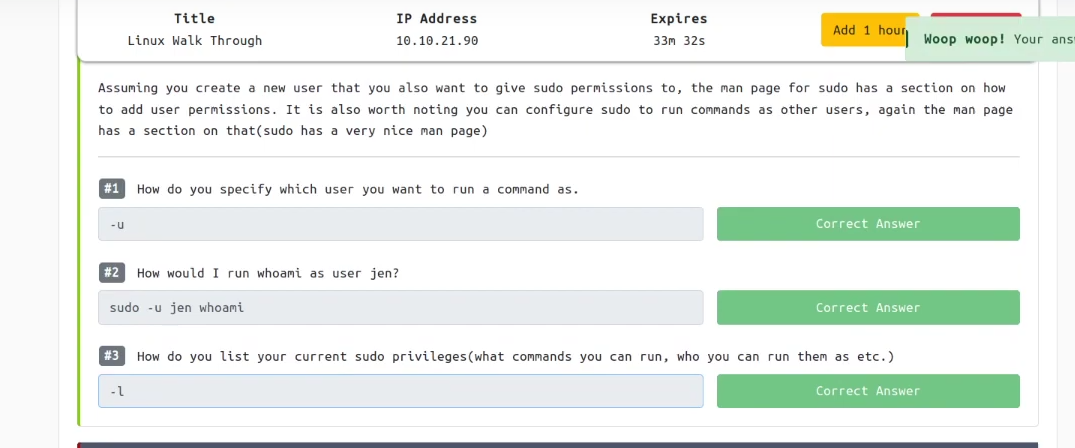 Title IP Address Expires
Linux Walk Through 10.10.21.90 33m 32s
Add 1 hour
Woop woop! Your ans
Assuming you create a new user that you also want to give sudo permissions to, the man page for sudo has a section on how
to add user permissions. It is also worth noting you can configure sudo to run commands as other users, again the man page
has a section on that(sudo has a very nice man page)
#1 How do you specify which user you want to run a command as.
-u Correct Answer
#2 How would I run whoami as user jen?
sudo -u jen whoami Correct Answer
#3 How do you list your current sudo privileges(what commands you can run, who you can run them as etc.)
-l Correct Answer